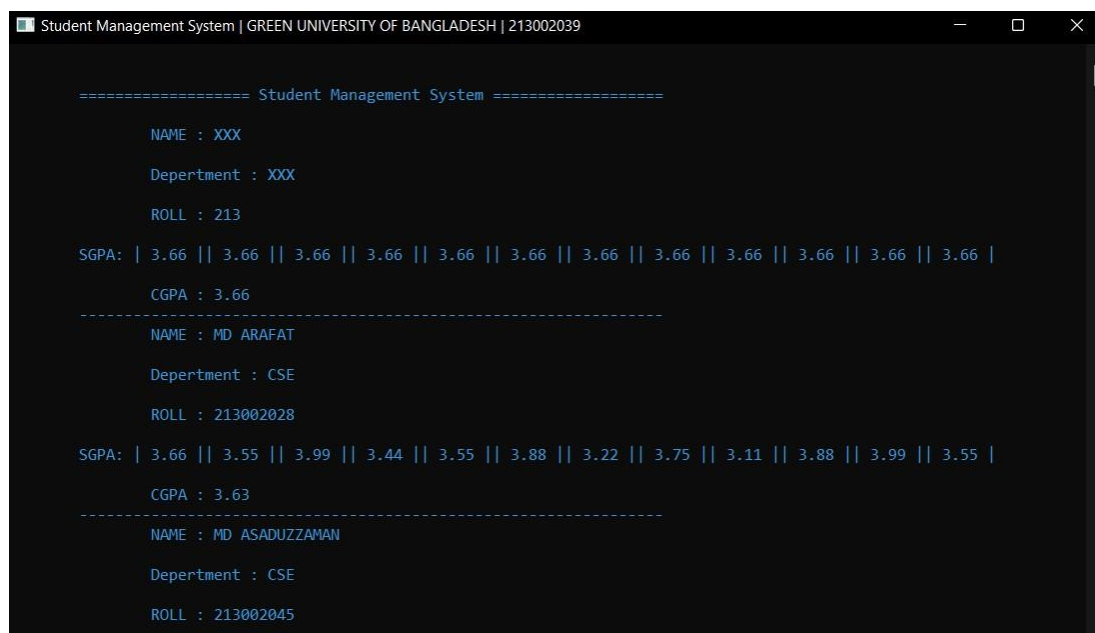 Student Management System | GREEN UNIVERSITY OF BANGLADESH | 213002039
=================== Student Management System ===================
NAME : XXX
Depertment : XXX
ROLL : 213
SGPA: | 3.66 || 3.66 || 3.66 || 3.66 || 3.66 || 3.66 || 3.66 || 3.66 || 3.66 || 3.66 || 3.66 || 3.66 |
CGPA : 3.66
-----------------------------------------------------------------
NAME : MD ARAFAT
Depertment : CSE
ROLL : 213002028
SGPA: | 3.66 || 3.55 || 3.99 || 3.44 || 3.55 || 3.88 || 3.22 || 3.75 || 3.11 || 3.88 || 3.99 || 3.55 |
CGPA : 3.63
-----------------------------------------------------------------
NAME : MD ASADUZZAMAN
Depertment : CSE
ROLL : 213002045